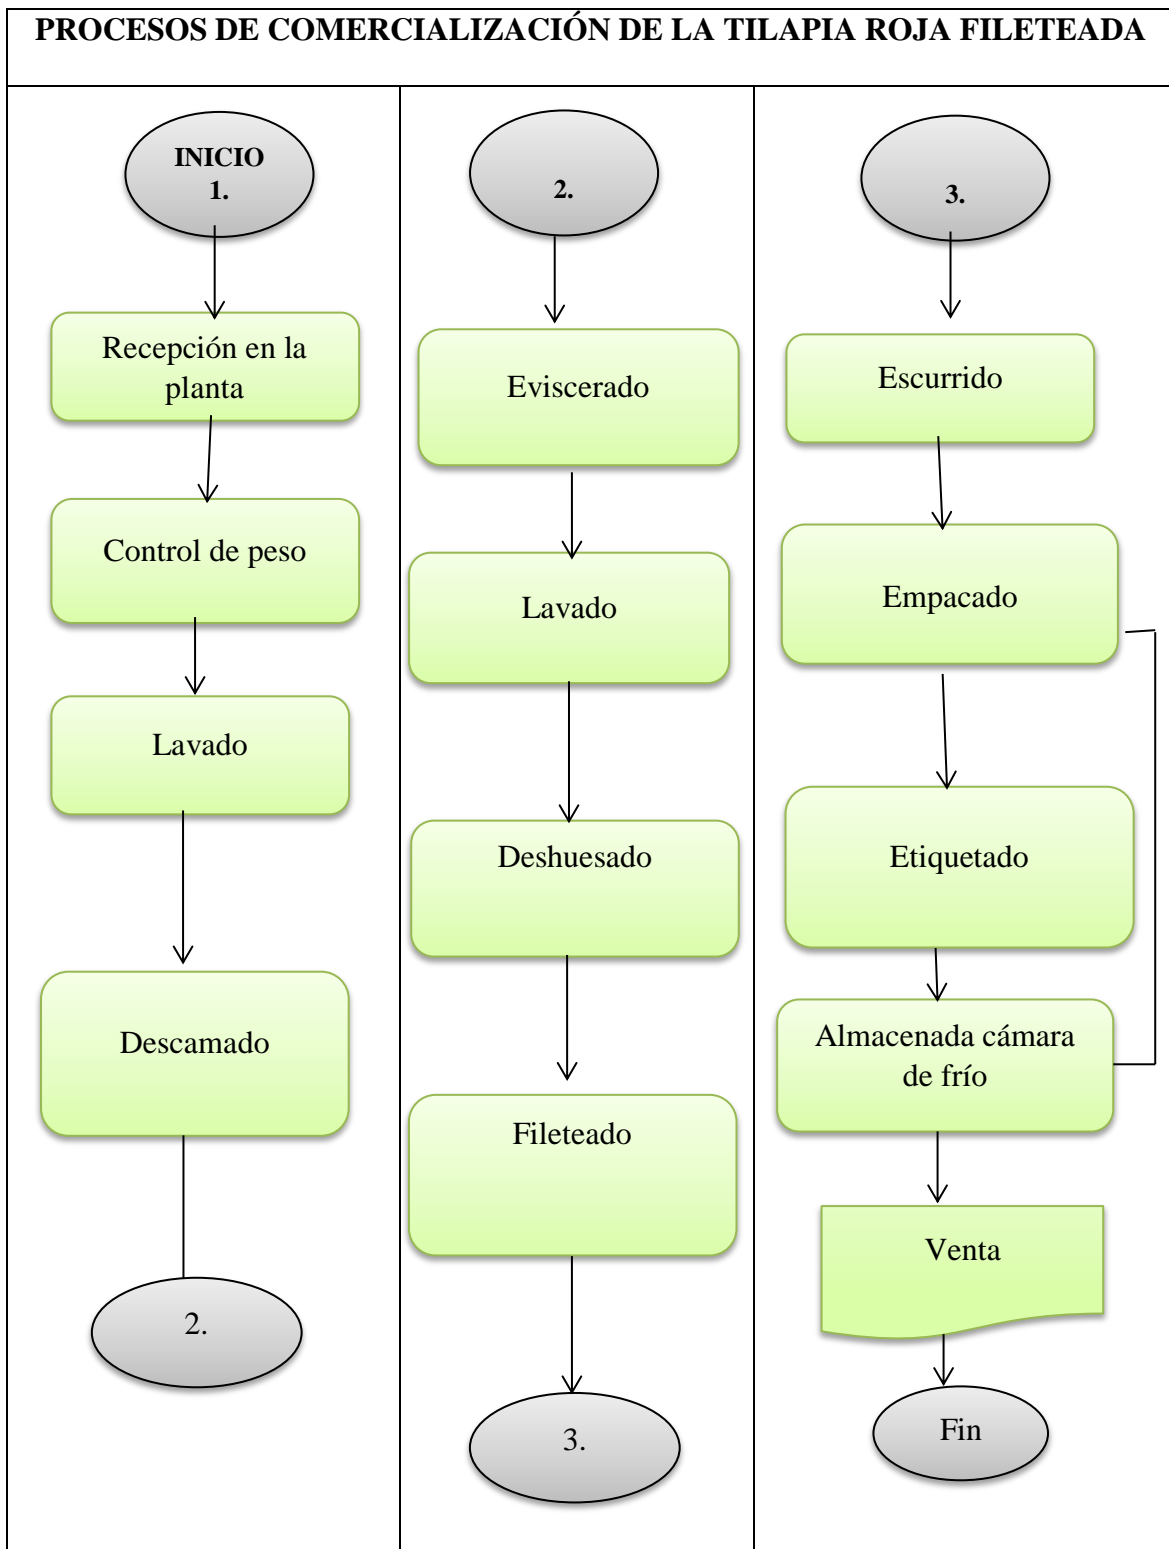 PROCESOS DE COMERCIALIZACIÓN DE LA TILAPIA ROJA FILETEADA
INICIO
1.
Recepción en la
planta
Control de peso
Lavado
Descamado
2.
2.
Eviscerado
Lavado
Deshuesado
Fileteado
3.
3.
Escurrido
Empacado
Etiquetado
Almacenada cámara
de frío
Venta
Fin